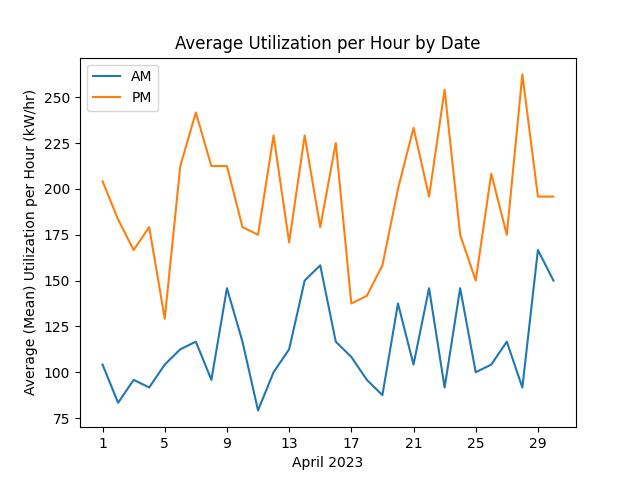 Average Utilization per Hour by Date
AM
PM
Average (Mean) Utilization per Hour (kW/hr)
250
225
200
175
150
125
100
75
1 5 9 13 17 21 25 29
April 2023